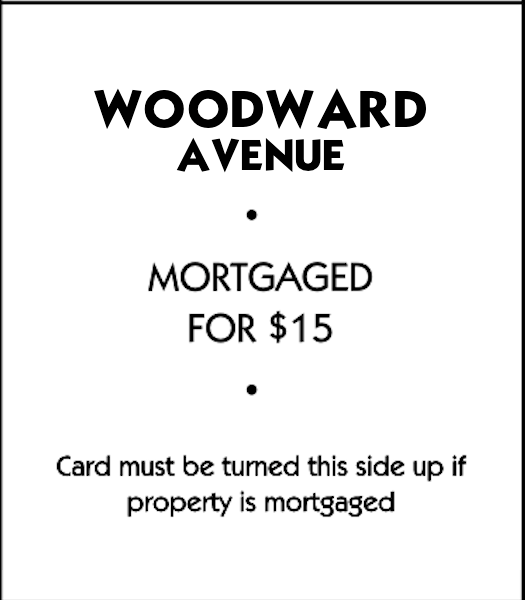 WOODWARD
AVENUE
•
MORTGAGED
FOR $15
•
Card must be turned this side up if
property is mortgaged